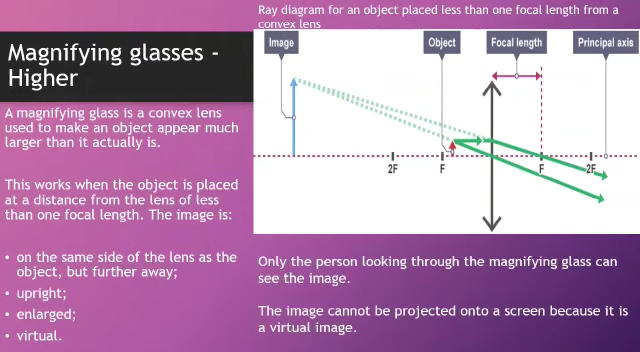 Ray diagram for an object placed less than one focal length from a
convex lens
Magnifying glasses -
Higher
Image
Object
Focal length
Principal axis
2F
F
F
2F
A magnifying glass is a convex lens
used to make an object appear much
larger than it actually is.
This works when the object is placed
at a distance from the lens of less
than one focal length. The image is:
• on the same side of the lens as the
object, but further away;
• upright;
• enlarged;
• virtual.
Only the person looking through the magnifying glass can
see the image.
The image cannot be projected onto a screen because it is
a virtual image.